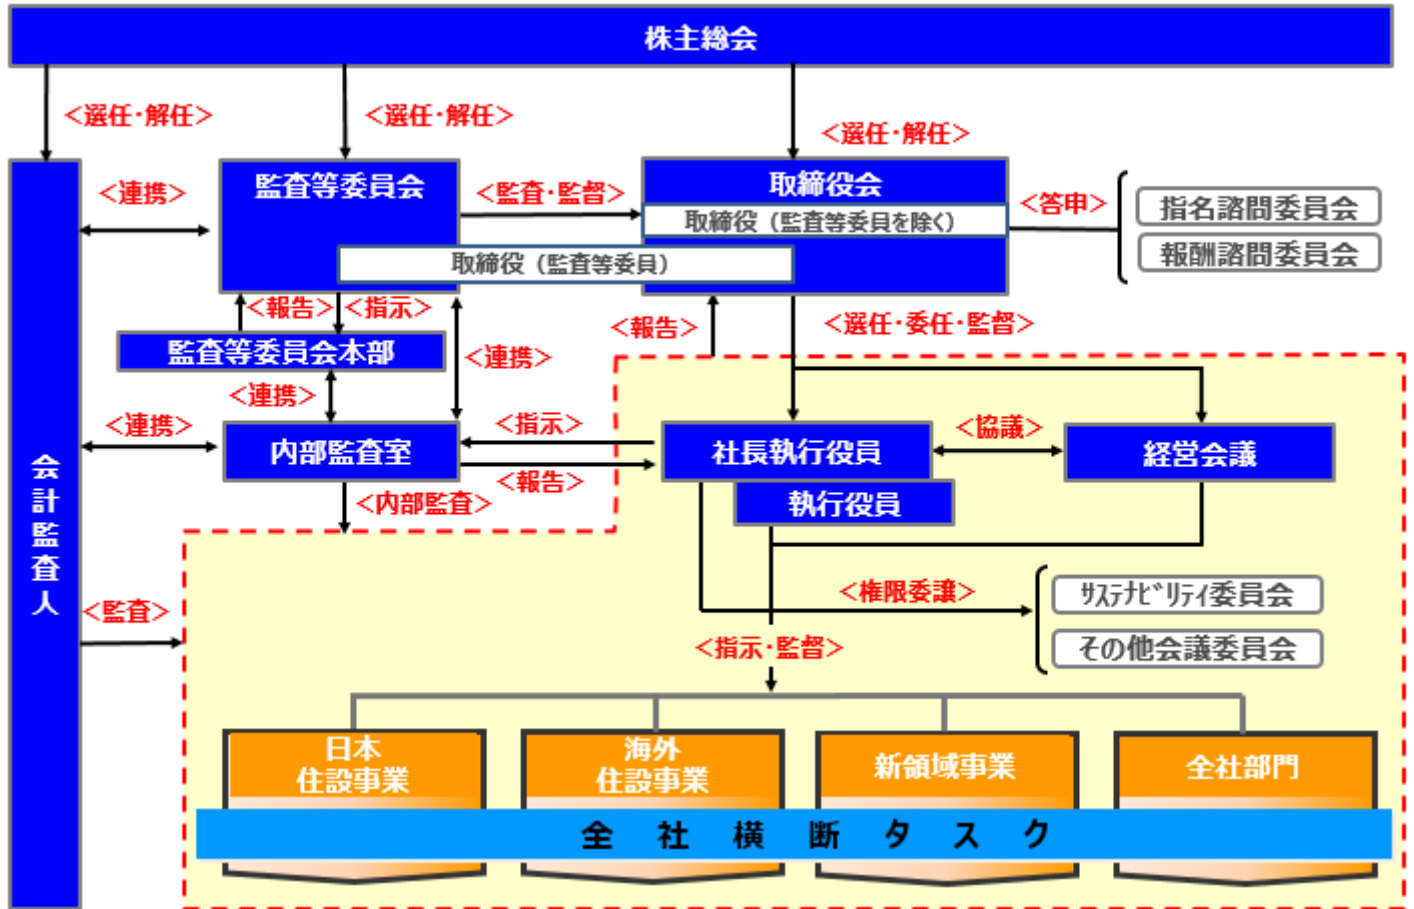 株主総会
<選任・解任>
<選任・解任>
<選任・解任>
監査等委員会
取締役会
<連携>
<監査・監督>
<答申>
取締役（監査等委員を除く）
指名諮問委員会
報酬諮問委員会
取締役（監査等委員）
<報告>
<指示>
<報告>
<選任・委任・監督>
監査等委員会本部
<連携>
<連携>
<連携>
<指示>
<協議>
内部監査室
社長執行役員
経営会議
<報告>
<内部監査>
執行役員
会計監査人
<監査>
<権限委譲>
ｻｽﾃﾅﾋﾞﾘﾃｨ委員会
その他会議委員会
<指示・監督>
日本
住設事業
海外
住設事業
新領域事業
全社部門
全社横断タスク